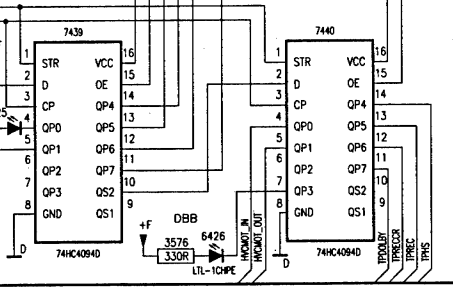 7439
7440
1 STR VCC 16
2 D OE 15
3 CP QP4 14
4 QP0 QP5 13
5 QP1 QP6 12
6 QP2 QP7 11
7 QP3 QS2 10
8 GND QS1 9
74HC4094D
D
1 STR VCC 16
2 D OE 15
3 CP QP4 14
4 QP0 QP5 13
5 QP1 QP6 12
6 QP2 QP7 11
7 QP3 QS2 10
8 GND QS1 9
74HC4094D
D
25
DBB
+F
3576
330R
6426
LTL-1CHPE
HVCMOT_IN
HVCMOT_OUT
TPDOLBY
TPRECCR
TPREC
TPHS